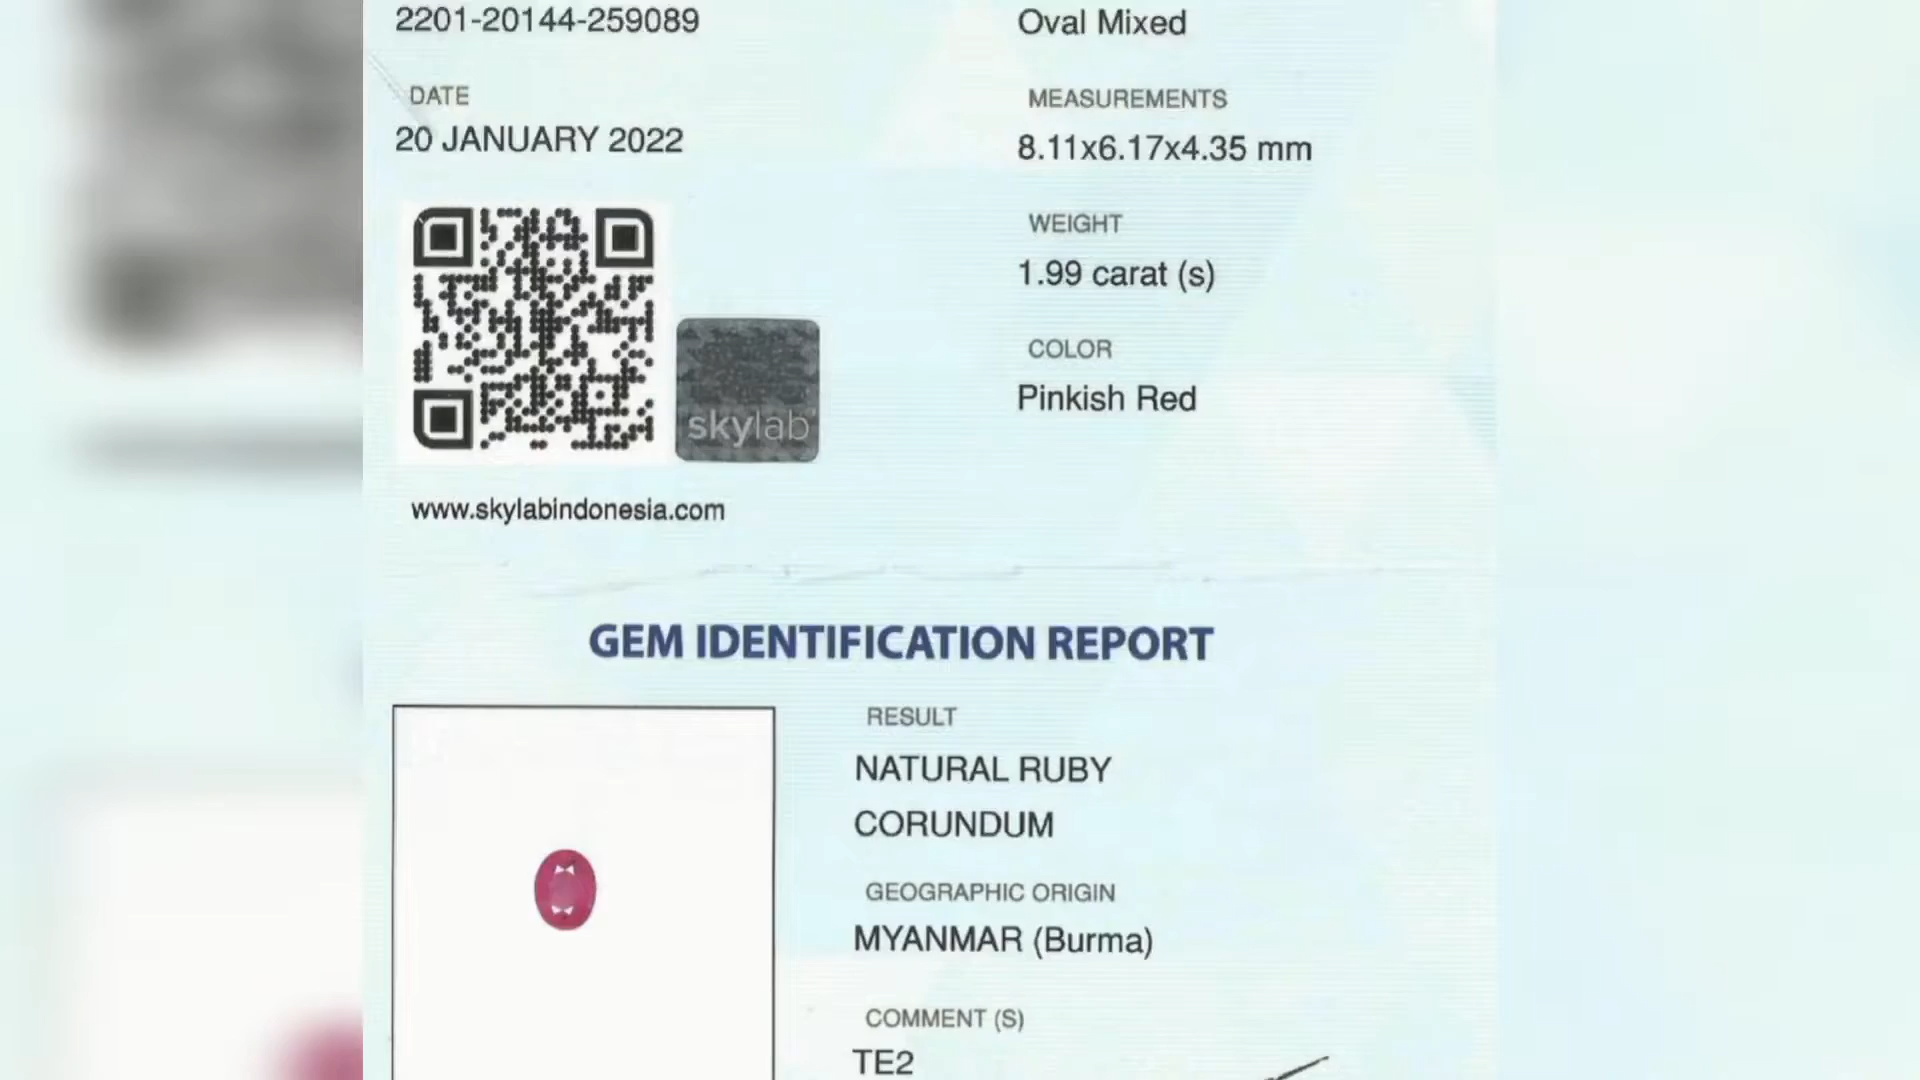 2201-20144-259089
DATE
20 JANUARY 2022
skylab
www.skylabindonesia.com
Oval Mixed
MEASUREMENTS
8.11x6.17x4.35 mm
WEIGHT
1.99 carat (s)
COLOR
Pinkish Red
GEM IDENTIFICATION REPORT
RESULT
NATURAL RUBY
CORUNDUM
GEOGRAPHIC ORIGIN
MYANMAR (Burma)
COMMENT (S)
TE2